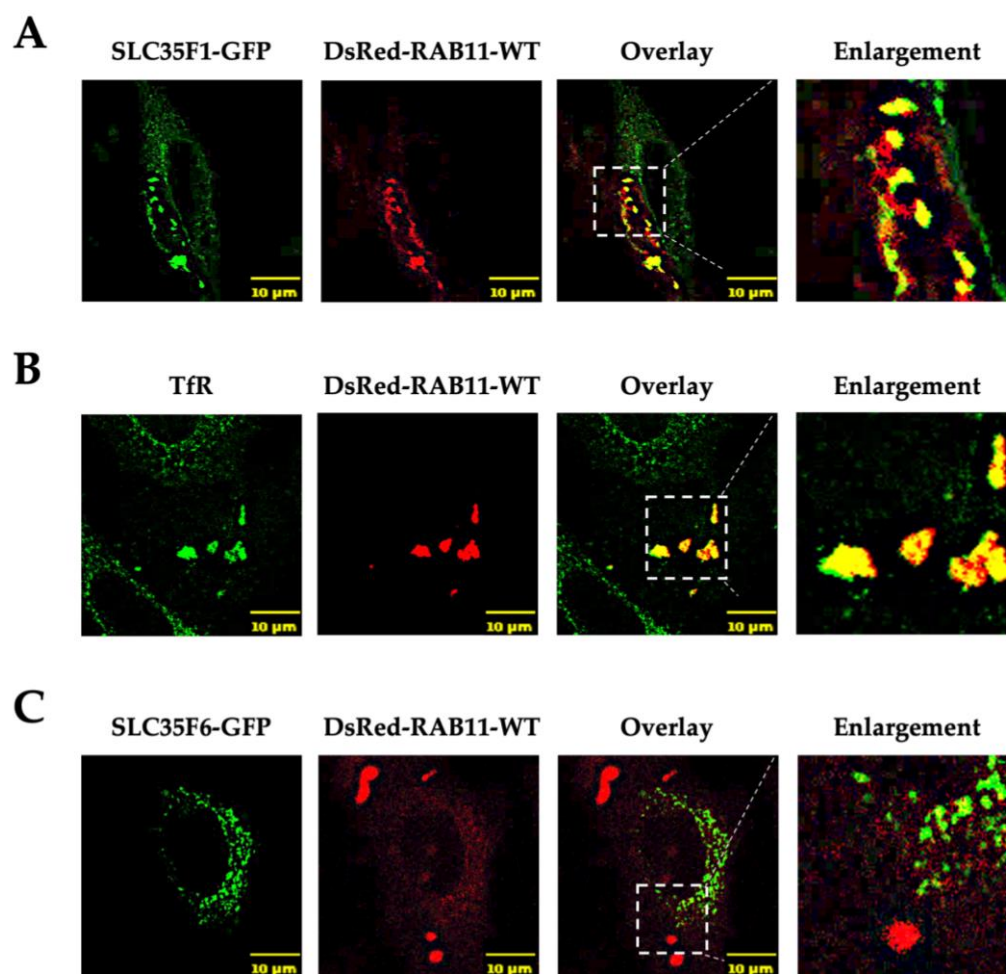 A
SLC35F1-GFP DsRed-RAB11-WT Overlay Enlargement
10 μm 10 μm 10 μm
B
TfR DsRed-RAB11-WT Overlay Enlargement
10 μm 10 μm 10 μm
C
SLC35F6-GFP DsRed-RAB11-WT Overlay Enlargement
10 μm 10 μm 10 μm